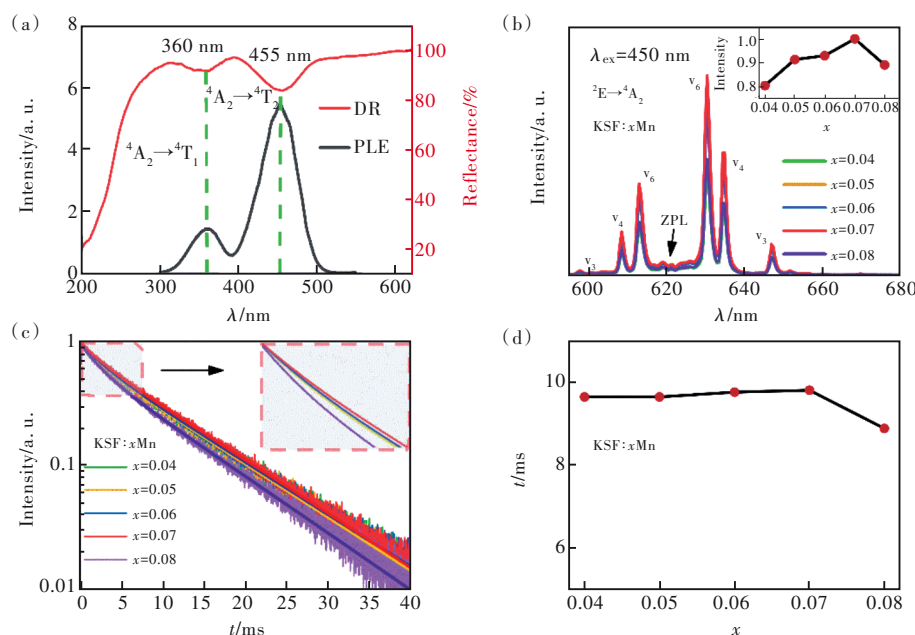 (a)
360 nm
455 nm
⁴A₂→⁴T₂
⁴A₂→⁴T₁
DR
PLE
Intensity/a. u.
8
6
4
2
0
Reflectance/%
100
80
60
40
20
200 300 400 500 600
λ/nm
(b)
λex=450 nm
²E→⁴A₂
KSF:xMn
v₃
v₄
v₆
ZPL
v₆
v₄
v₃
x=0.04
x=0.05
x=0.06
x=0.07
x=0.08
Intensity/a. u.
600 620 640 660 680
λ/nm
Intensity
1.0
0.9
0.8
0.04 0.05 0.06 0.07 0.08
x
(c)
KSF:xMn
x=0.04
x=0.05
x=0.06
x=0.07
x=0.08
Intensity/a. u.
1
0.1
0.01
0 5 10 15 20 25 30 35 40
t/ms
(d)
KSF:xMn
t/ms
10
5
0.04 0.05 0.06 0.07 0.08
x